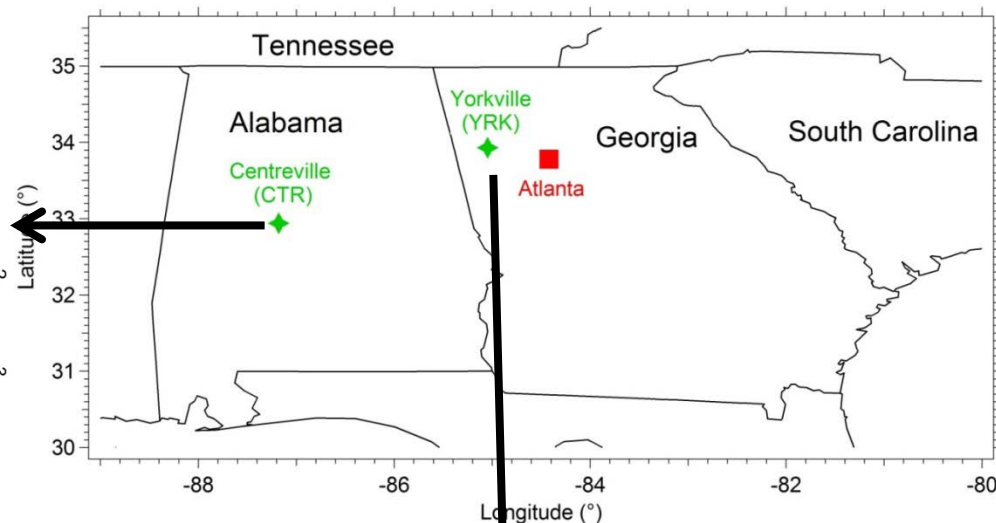 Tennessee
35
Yorkville
(YRK)
Alabama
Georgia
South Carolina
34
Centreville
(CTR)
Atlanta
33
Latitude (°)
32
31
30
-88
-86
-84
-82
-80
Longitude (°)